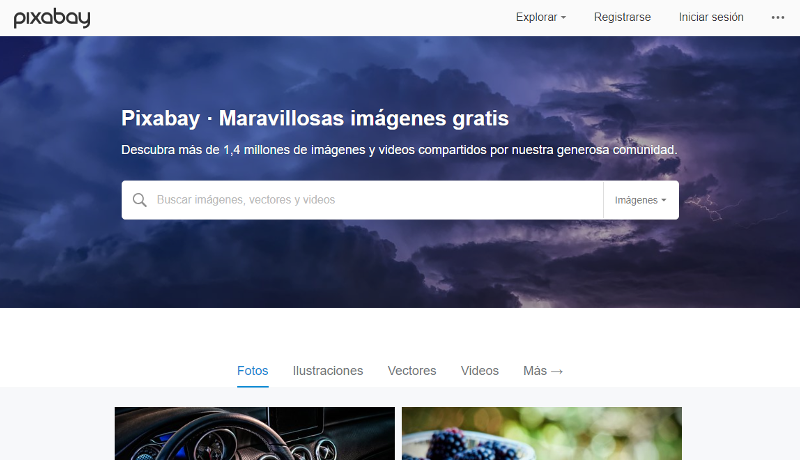 pixabay
Explorar
Registrarse
Iniciar sesión
•••
Pixabay · Maravillosas imágenes gratis
Descubra más de 1,4 millones de imágenes y videos compartidos por nuestra generosa comunidad.
Buscar imágenes, vectores y videos
Imágenes
Fotos
Ilustraciones
Vectores
Videos
Más →